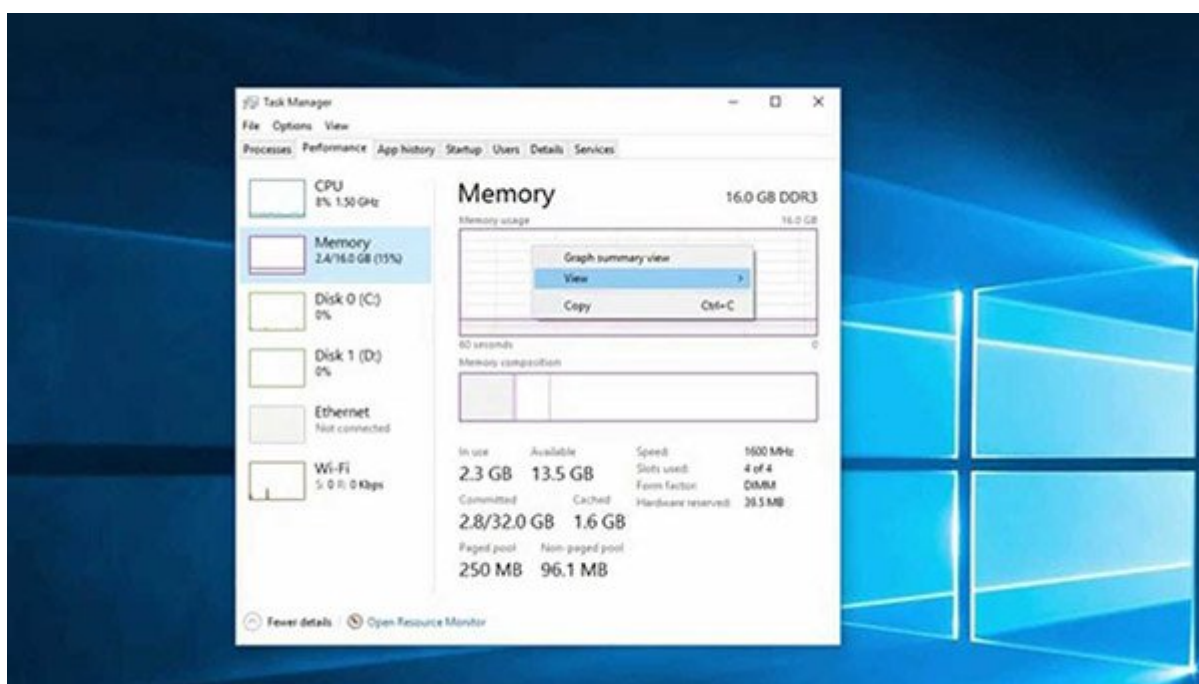 Task Manager
File Options View
Processes Performance App history Startup Users Details Services
CPU
8% 1.50 GHz
Memory
2.4/16.0 GB (15%)
Disk 0 (C:)
0%
Disk 1 (D:)
0%
Ethernet
Not connected
Wi-Fi
S: 0 R: 0 Kbps
Memory 16.0 GB DDR3
Memory usage 16.0 GB
Graph summary view
View
Copy Ctrl+C
60 seconds 0
Memory composition
In use Available Speed: 1600 MHz
2.3 GB 13.5 GB Slots used: 4 of 4
Form factor: DIMM
Committed Cached Hardware reserved: 39.5 MB
2.8/32.0 GB 1.6 GB
Paged pool Non-paged pool
250 MB 96.1 MB
Fewer details Open Resource Monitor